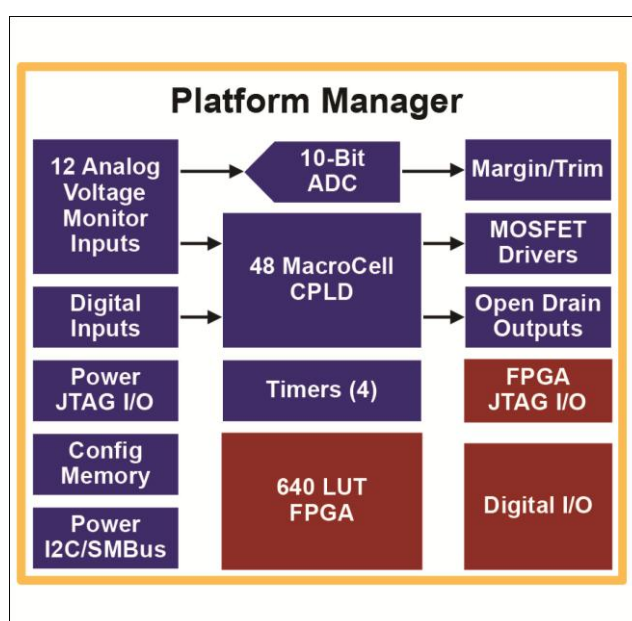 Platform Manager
12 Analog
Voltage
Monitor
Inputs
10-Bit
ADC
Margin/Trim
48 MacroCell
CPLD
MOSFET
Drivers
Digital
Inputs
Open Drain
Outputs
Power
JTAG I/O
Timers (4)
FPGA
JTAG I/O
Config
Memory
640 LUT
FPGA
Digital I/O
Power
I2C/SMBus